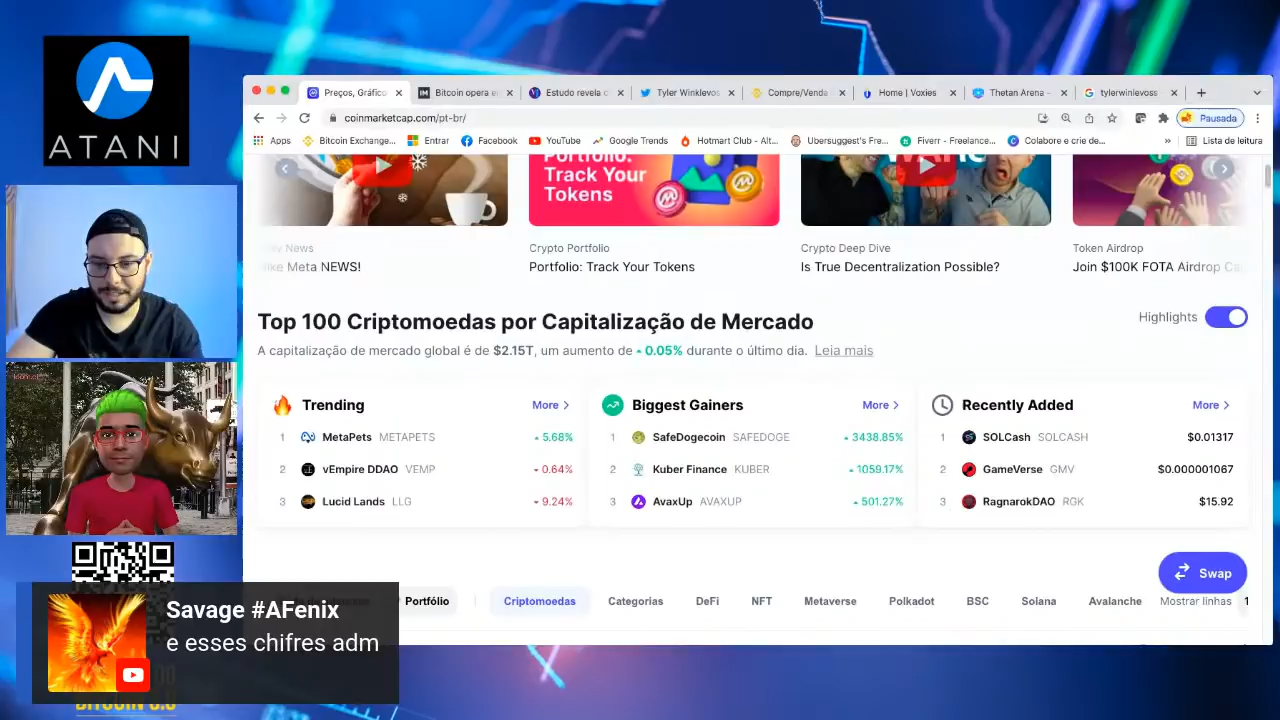 ATANI
Preços, Gráfico
Bitcoin opera e
Estudo revela
Tyler Winklevos
Compre/Venda
Home | Voxies
Thetan Arena -
tylerwinlevoss
coinmarketcap.com/pt-br/
Pausada
Apps
Bitcoin Exchange...
Entrar
Facebook
YouTube
Google Trends
Hotmart Club - Alt...
Ubersuggest's Fre...
Fiverr - Freelance...
Colabore e crie de...
»
Lista de leitura
Portfolio:
Track Your
Tokens
News
Crypto Portfolio
Crypto Deep Dive
Token Airdrop
Meta NEWS!
Portfolio: Track Your Tokens
Is True Decentralization Possible?
Join $100K FOTA Airdrop
Top 100 Criptomoedas por Capitalização de Mercado
Highlights
A capitalização de mercado global é de $2.15T, um aumento de 0.05% durante o último dia. Leia mais
Trending
More
1 MetaPets METAPETS 5.68%
2 vEmpire DDAO VEMP 0.64%
3 Lucid Lands LLG 9.24%
Biggest Gainers
More
1 SafeDogecoin SAFEDOGE 3438.85%
2 Kuber Finance KUBER 1059.17%
3 AvaxUp AVAXUP 501.27%
Recently Added
More
1 SOLCash SOLCASH $0.01317
2 GameVerse GMV $0.000001067
3 RagnarokDAO RGK $15.92
Swap
Portfólio
Criptomoedas
Categorias
DeFi
NFT
Metaverse
Polkadot
BSC
Solana
Avalanche
Mostrar linhas
1
Savage #AFenix
e esses chifres adm